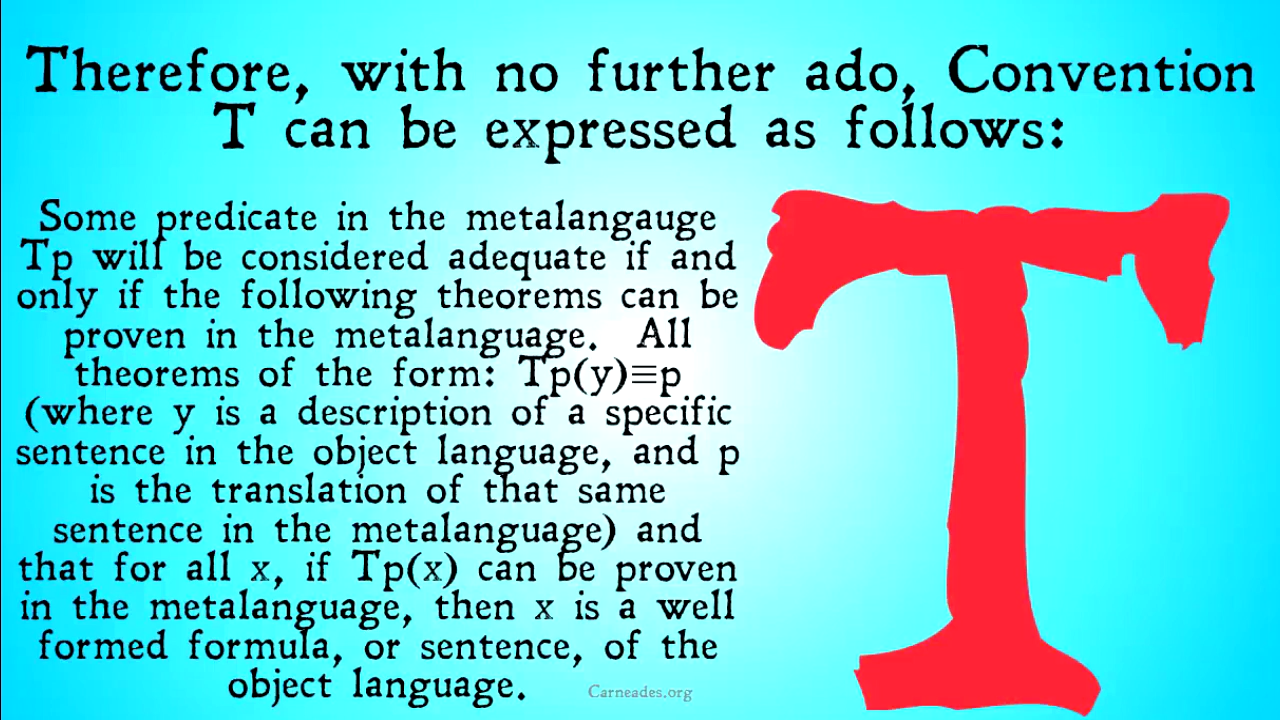 Therefore, with no further ado, Convention
T can be expressed as follows:
Some predicate in the metalangauge
Tp will be considered adequate if and
only if the following theorems can be
proven in the metalanguage. All
theorems of the form: Tp(y)≡p
(where y is a description of a specific
sentence in the object language, and p
is the translation of that same
sentence in the metalanguage) and
that for all x, if Tp(x) can be proven
in the metalanguage, then x is a well
formed formula, or sentence, of the
object language.
Carneades.org
T